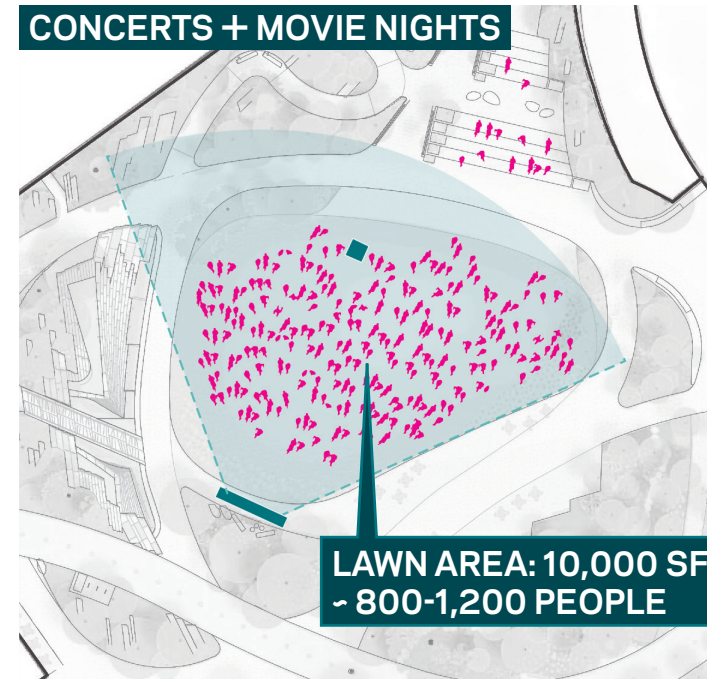 CONCERTS + MOVIE NIGHTS
LAWN AREA: 10,000 SF
~ 800-1,200 PEOPLE